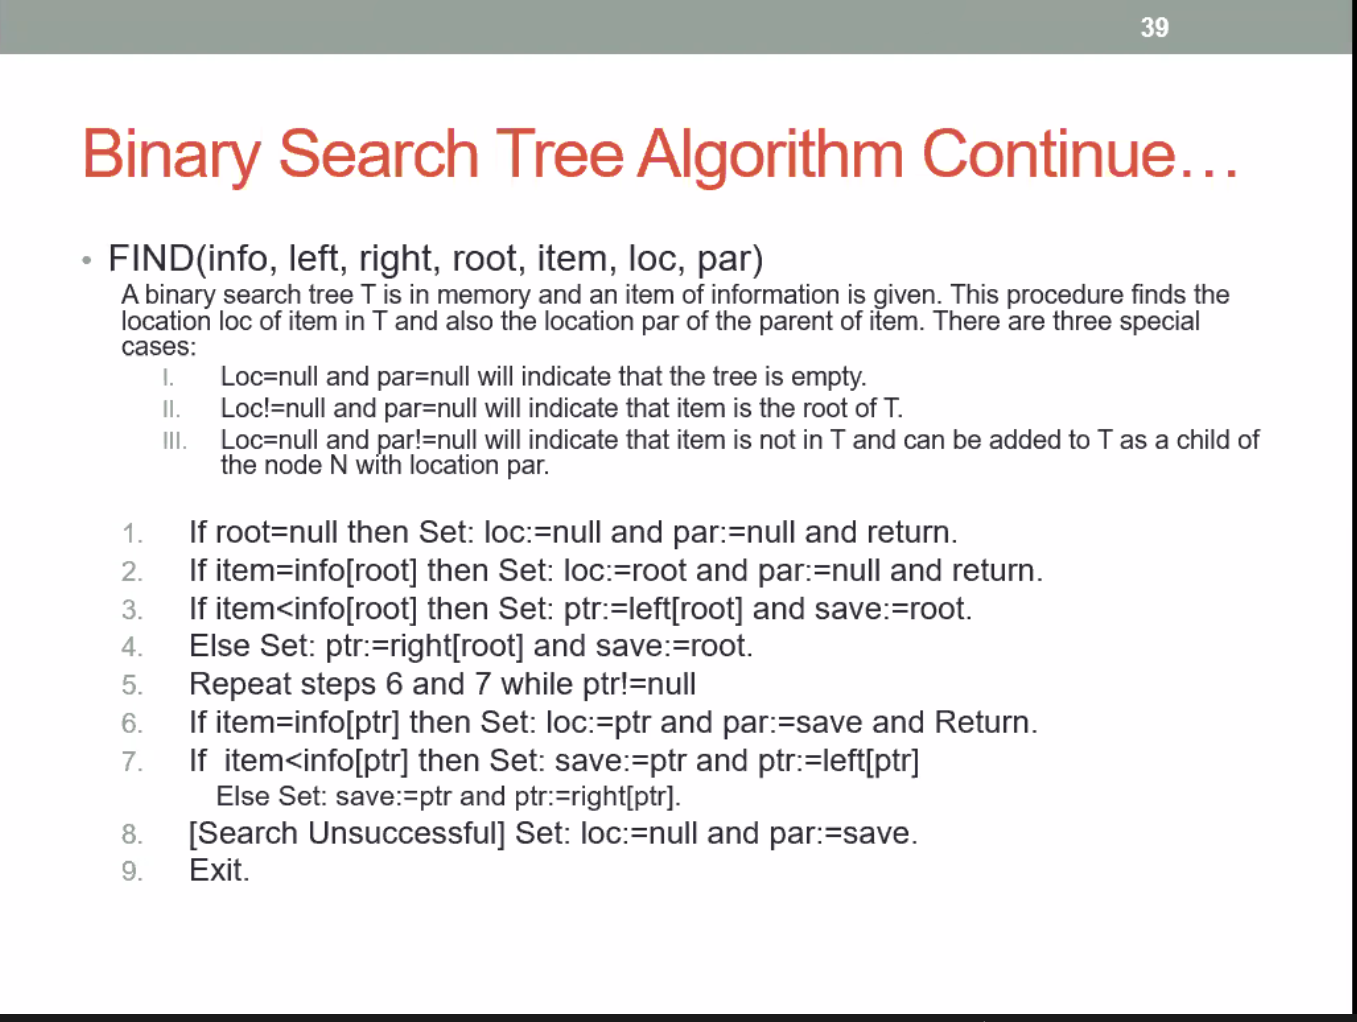 39
Binary Search Tree Algorithm Continue...
• FIND(info, left, right, root, item, loc, par)
A binary search tree T is in memory and an item of information is given. This procedure finds the
location loc of item in T and also the location par of the parent of item. There are three special
cases:
I. Loc=null and par=null will indicate that the tree is empty.
II. Loc!=null and par=null will indicate that item is the root of T.
III. Loc=null and par!=null will indicate that item is not in T and can be added to T as a child of
the node N with location par.
1. If root=null then Set: loc:=null and par:=null and return.
2. If item=info[root] then Set: loc:=root and par:=null and return.
3. If item<info[root] then Set: ptr:=left[root] and save:=root.
4. Else Set: ptr:=right[root] and save:=root.
5. Repeat steps 6 and 7 while ptr!=null
6. If item=info[ptr] then Set: loc:=ptr and par:=save and Return.
7. If item<info[ptr] then Set: save:=ptr and ptr:=left[ptr]
Else Set: save:=ptr and ptr:=right[ptr].
8. [Search Unsuccessful] Set: loc:=null and par:=save.
9. Exit.